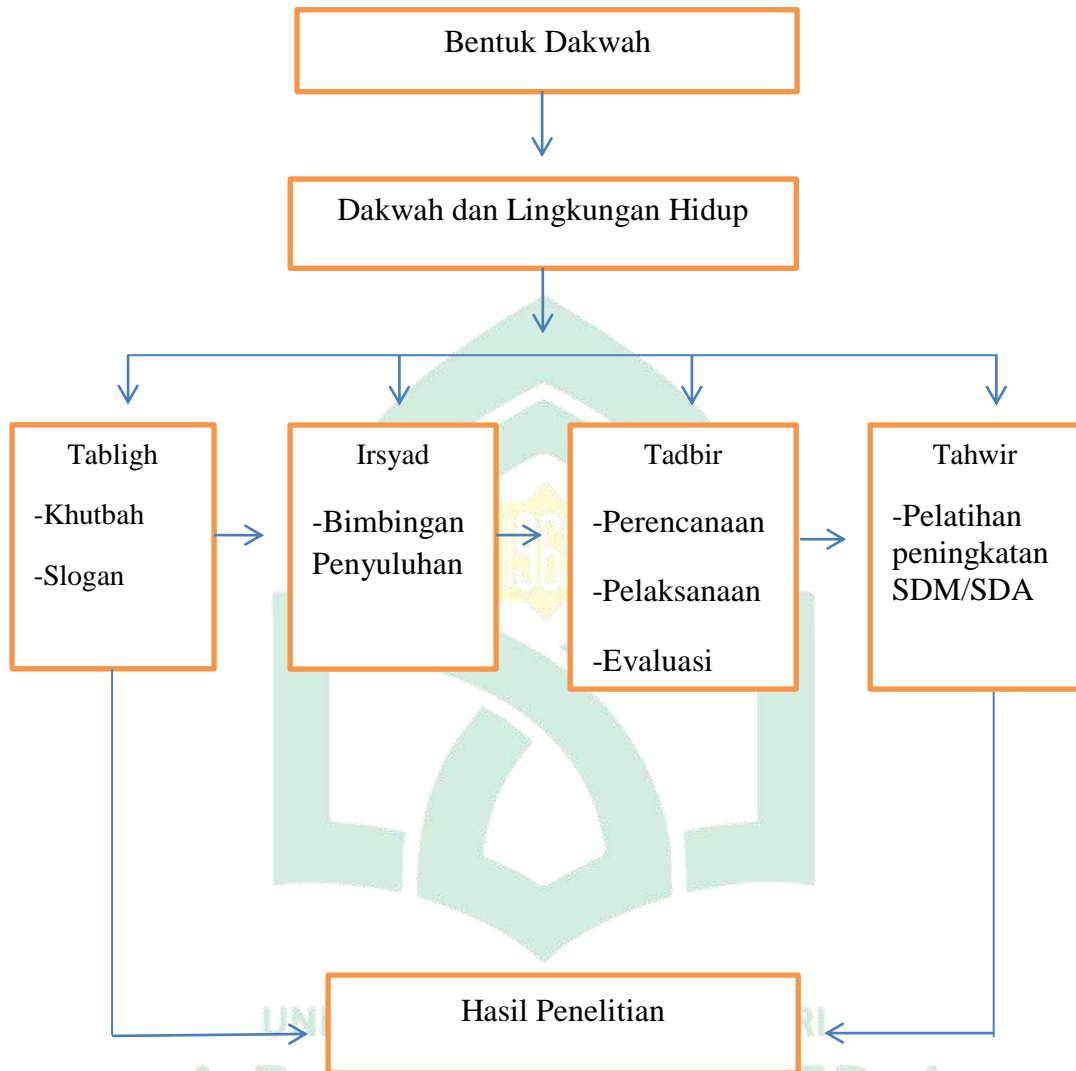 Bentuk Dakwah
Dakwah dan Lingkungan Hidup
Tabligh
-Khutbah
-Slogan
Irsyad
-Bimbingan
Penyuluhan
Tadbir
-Perencanaan
-Pelaksanaan
-Evaluasi
Tahwir
-Pelatihan
peningkatan
SDM/SDA
Hasil Penelitian